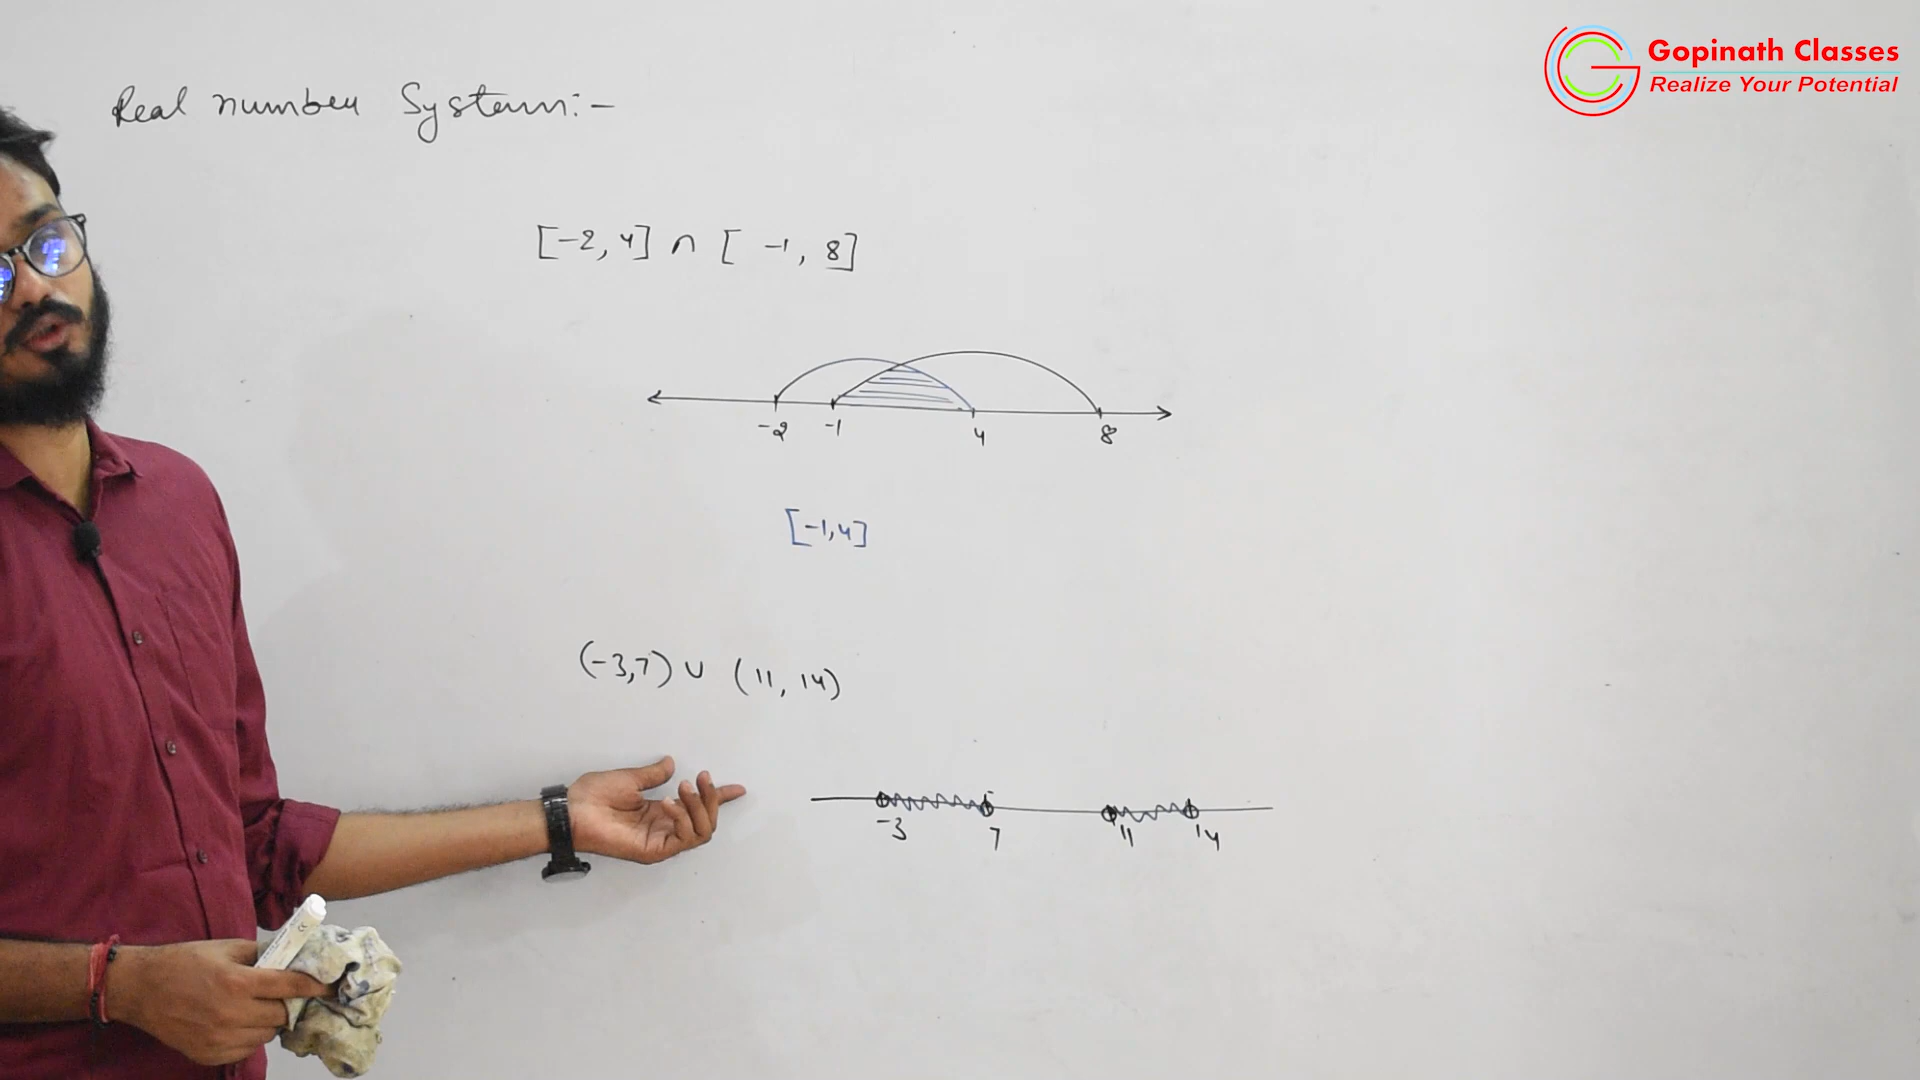 Gopinath Classes
Realize Your Potential
Real number System:-
[-2, 4] ∩ [ -1, 8]
-2 -1 4 8
[-1,4]
(-3,7) ∪ (11, 14)
-3 7 11 14